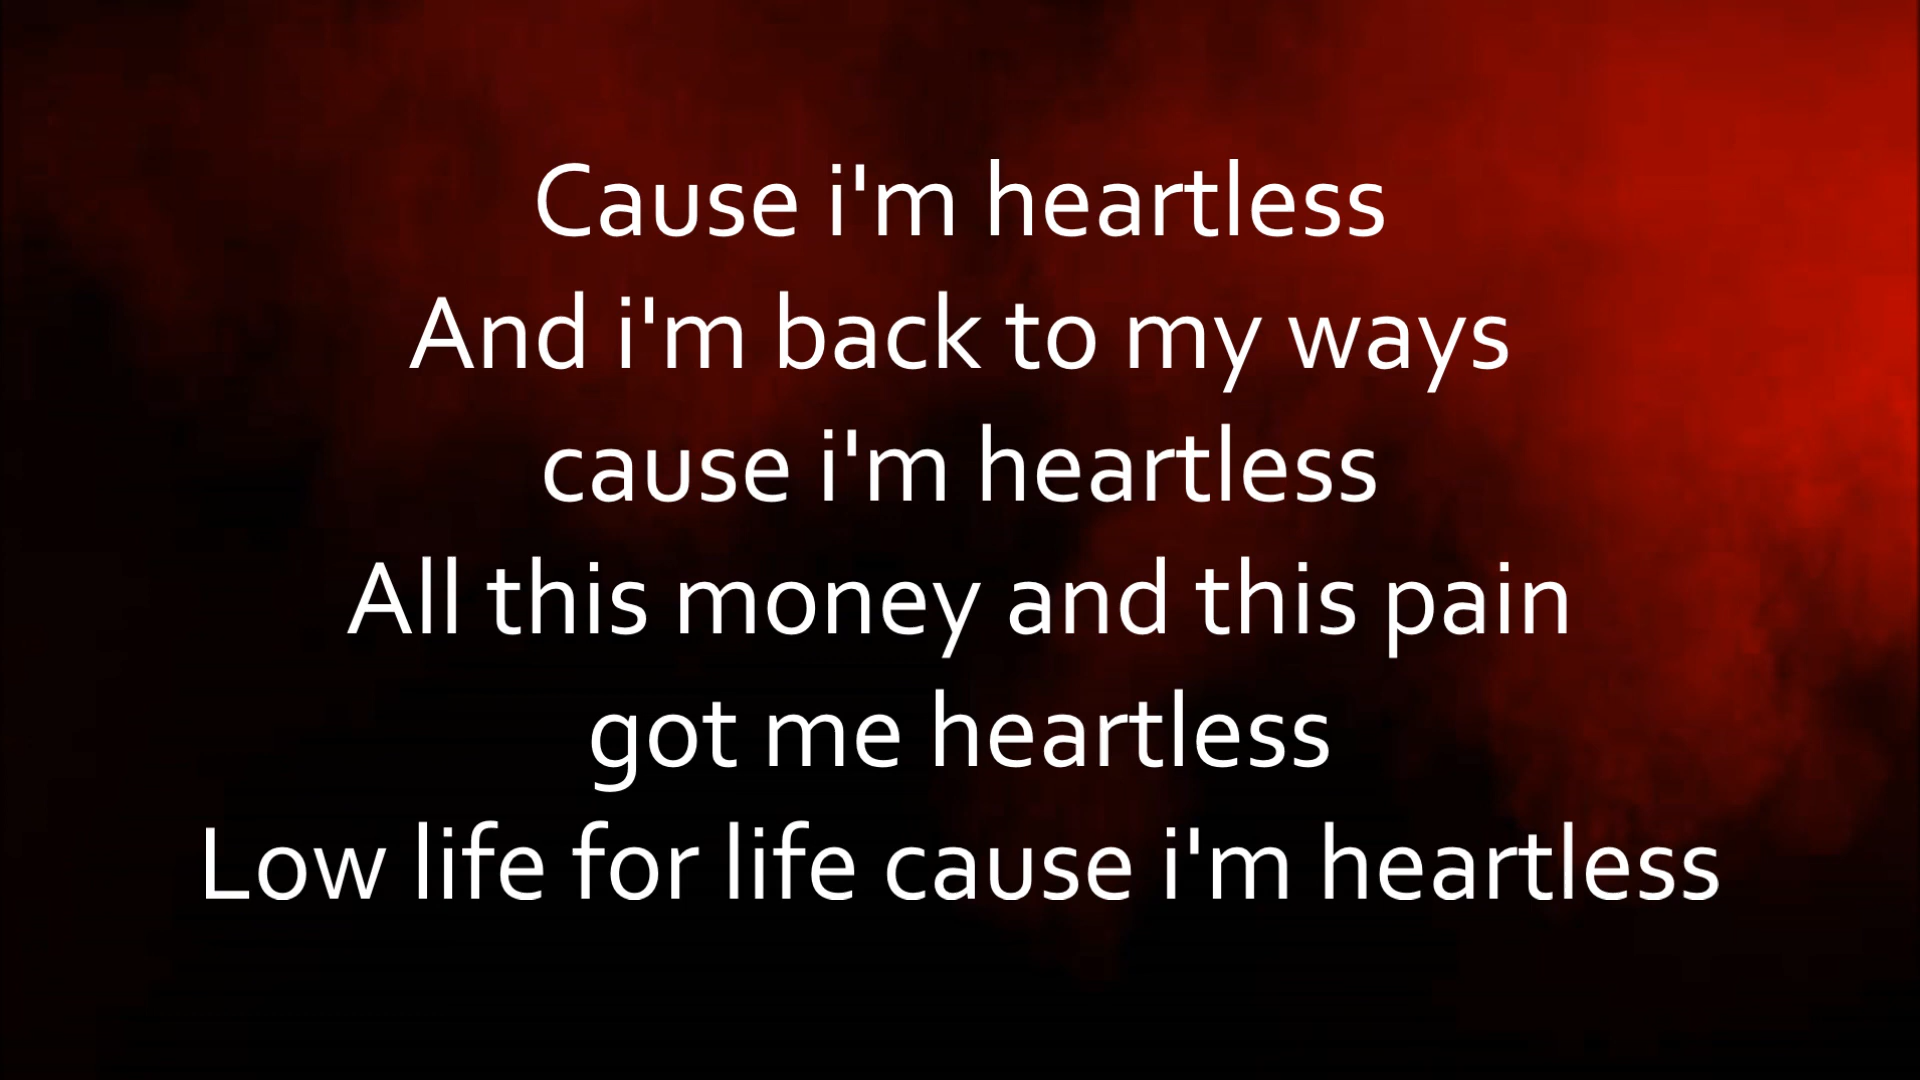 Cause i'm heartless
And i'm back to my ways
cause i'm heartless
All this money and this pain
got me heartless
Low life for life cause i'm heartless